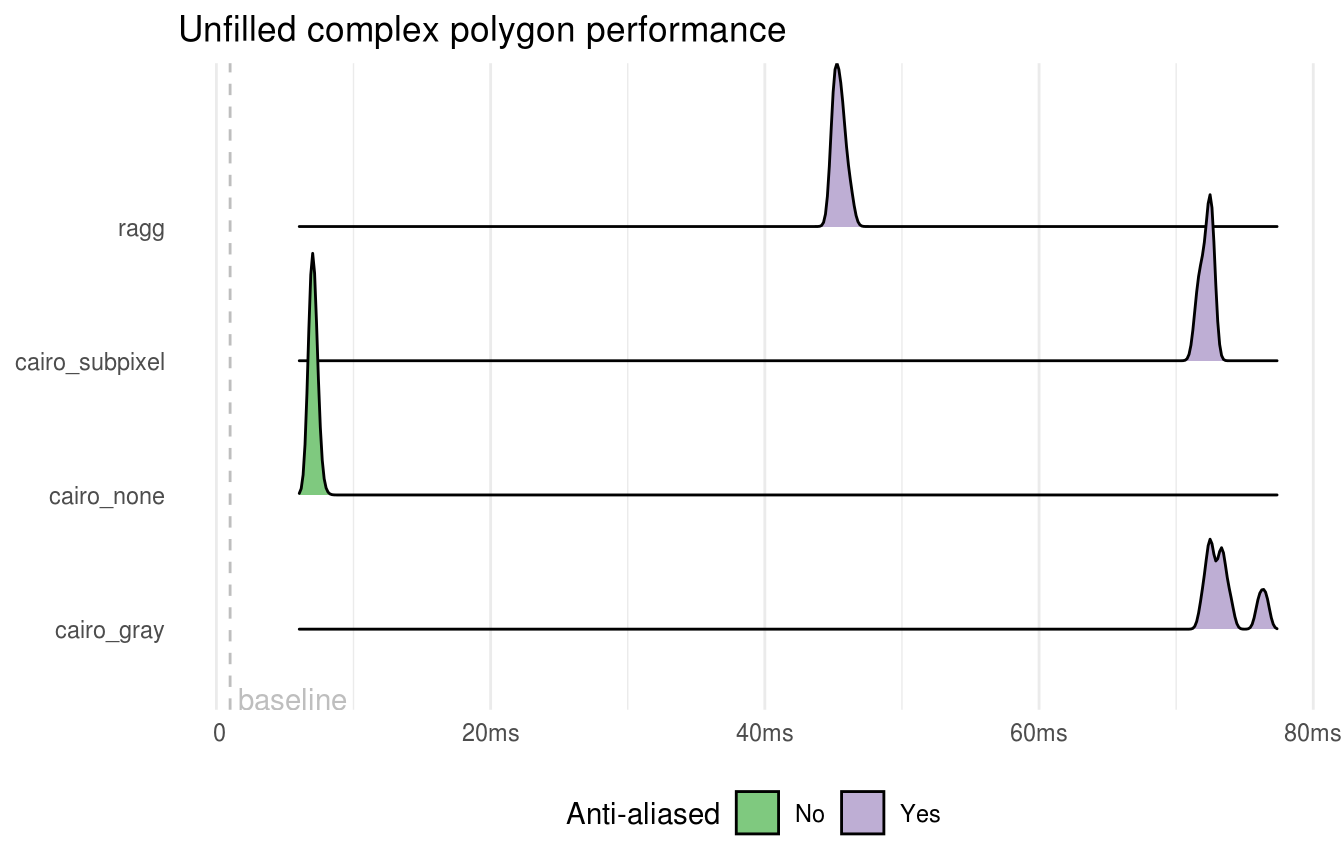 Unfilled complex polygon performance
ragg
cairo_subpixel
cairo_none
cairo_gray
baseline
0 20ms 40ms 60ms 80ms
Anti-aliased No Yes